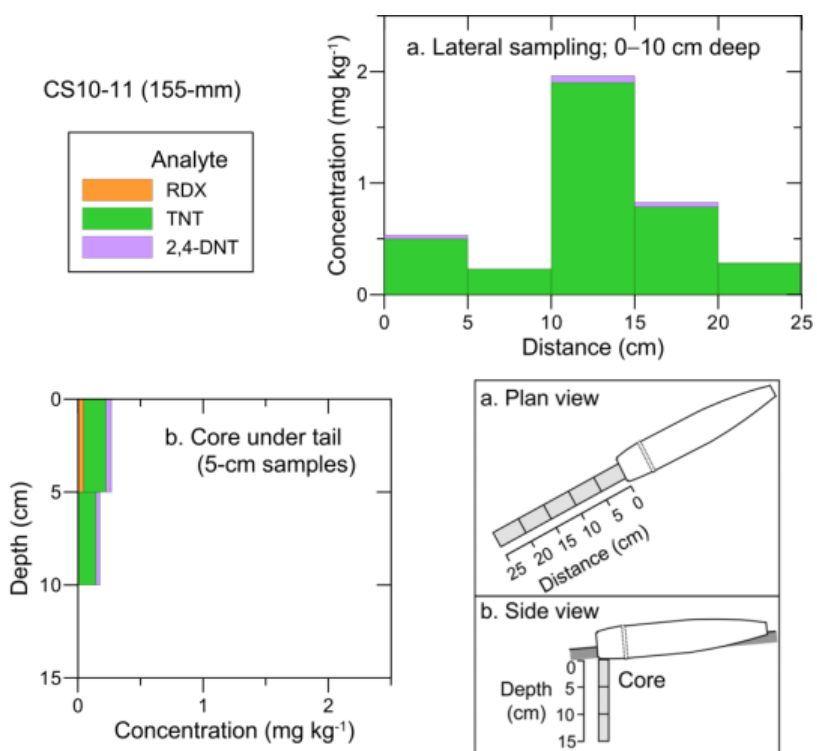 CS10-11 (155-mm)
Analyte
RDX
TNT
2,4-DNT
a. Lateral sampling; 0–10 cm deep
Concentration (mg kg⁻¹)
2
1
0
0 5 10 15 20 25
Distance (cm)
b. Core under tail
(5-cm samples)
Depth (cm)
0
5
10
15
0 1 2
Concentration (mg kg⁻¹)
a. Plan view
0
5
10
15
20
25
Distance (cm)
b. Side view
Core
Depth
(cm)
0
5
10
15